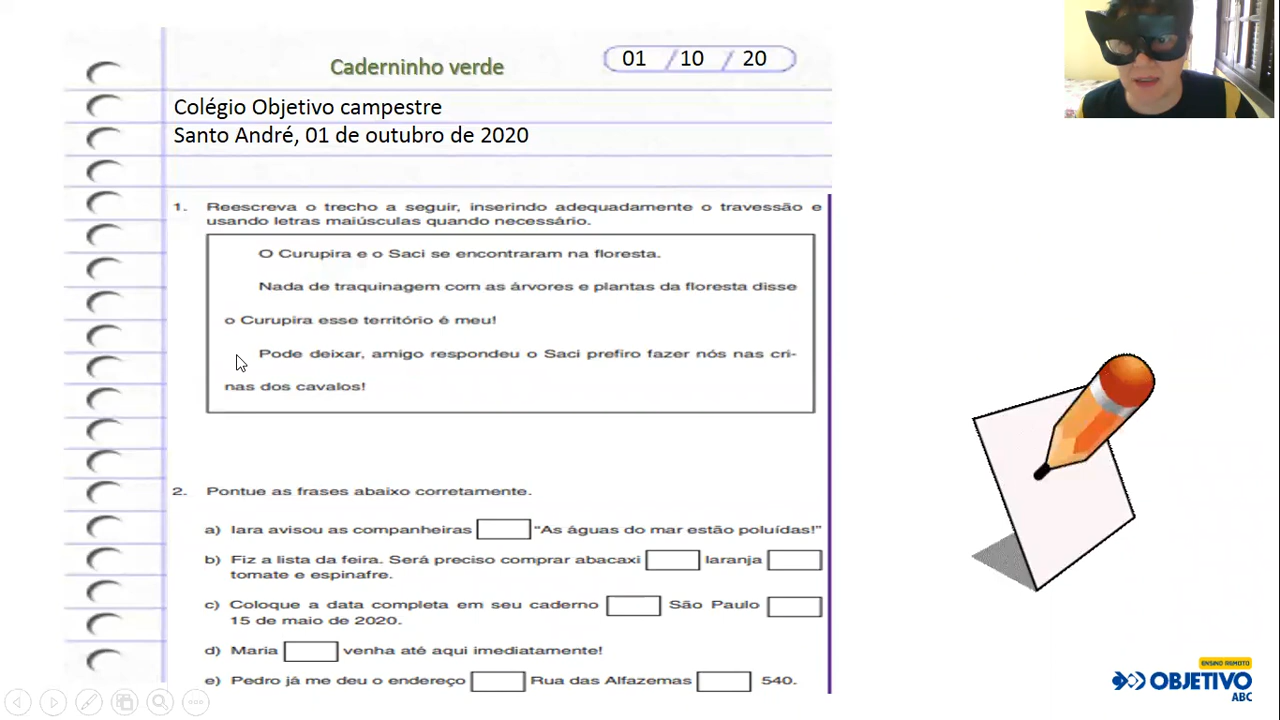 Caderninho verde
01 / 10 / 20
Colégio Objetivo campestre
Santo André, 01 de outubro de 2020
1. Reescreva o trecho a seguir, inserindo adequadamente o travessão e
usando letras maiúsculas quando necessário.
O Curupira e o Saci se encontraram na floresta.
Nada de traquinagem com as árvores e plantas da floresta disse
o Curupira esse território é meu!
Pode deixar, amigo respondeu o Saci prefiro fazer nós nas cri-
nas dos cavalos!
2. Pontue as frases abaixo corretamente.
a) Iara avisou as companheiras “As águas do mar estão poluídas!”
b) Fiz a lista da feira. Será preciso comprar abacaxi laranja
tomate e espinafre.
c) Coloque a data completa em seu caderno São Paulo
15 de maio de 2020.
d) Maria venha até aqui imediatamente!
e) Pedro já me deu o endereço Rua das Alfazemas 540.
ENSINO REMOTO
OBJETIVO
ABC